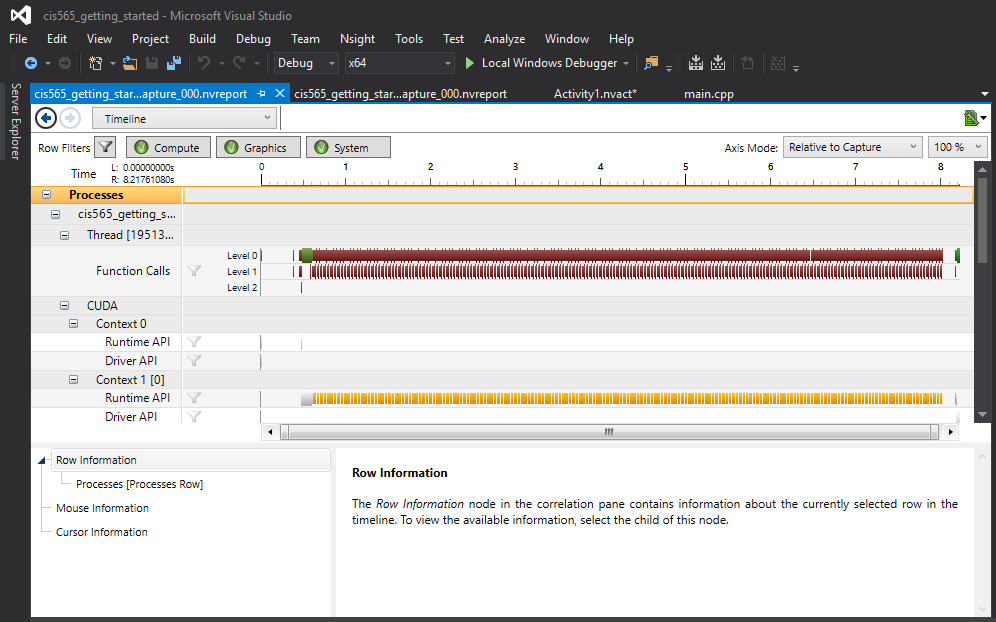 cis565_getting_started - Microsoft Visual Studio
File Edit View Project Build Debug Team Nsight Tools Test Analyze Window Help
Debug x64 Local Windows Debugger
Server Explorer
cis565_getting_star...apture_000.nvreport cis565_getting_star...apture_000.nvreport Activity1.nvact* main.cpp
Timeline
Row Filters Compute Graphics System Axis Mode: Relative to Capture 100 %
Time L: 0.00000000s
R: 8.21761080s
0 1 2 3 4 5 6 7 8
Processes
cis565_getting_s...
Thread [19513...
Function Calls
Level 0
Level 1
Level 2
CUDA
Context 0
Runtime API
Driver API
Context 1 [0]
Runtime API
Driver API
Row Information
Processes [Processes Row]
Mouse Information
Cursor Information
Row Information
The Row Information node in the correlation pane contains information about the currently selected row in the
timeline. To view the available information, select the child of this node.